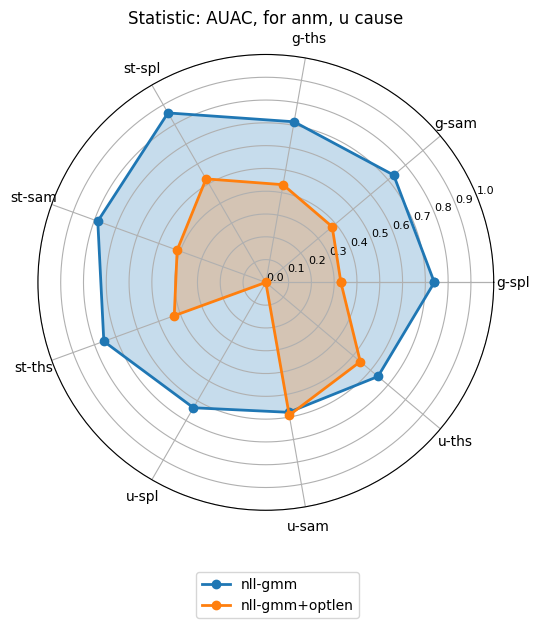 Statistic: AUAC, for anm, u cause
g-ths
st-spl
g-sam
st-sam
1.0
0.9
0.8
0.7
0.6
0.5
0.4
0.3
0.2
0.1
0.0
g-spl
st-ths
u-ths
u-spl
u-sam
nll-gmm
nll-gmm+optlen